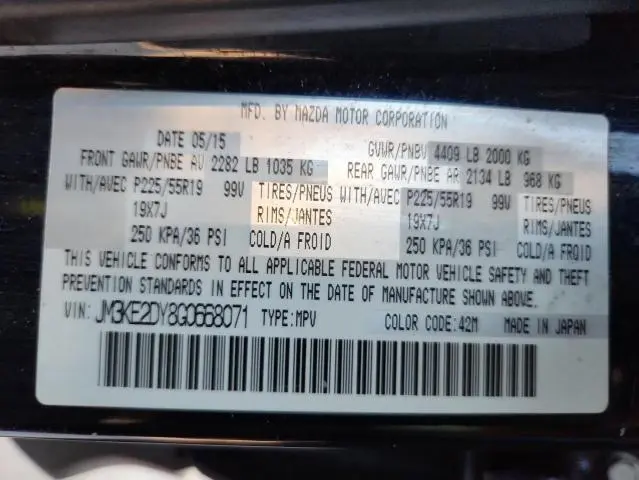 MFD. BY MAZDA MOTOR CORPORATION
DATE 05/15 GVWR/PNBV 4409 LB 2000 KG
FRONT GAWR/PNBE AV 2282 LB 1035 KG REAR GAWR/PNBE AR 2134 LB 968 KG
WITH/AVEC P225/55R19 99V TIRES/PNEUS WITH/AVEC P225/55R19 99V TIRES/PNEUS
19X7J RIMS/JANTES 19X7J RIMS/JANTES
250 KPA/36 PSI COLD/A FROID 250 KPA/36 PSI COLD/A FROID
THIS VEHICLE CONFORMS TO ALL APPLICABLE FEDERAL MOTOR VEHICLE SAFETY AND THEFT
PREVENTION STANDARDS IN EFFECT ON THE DATE OF MANUFACTURE SHOWN ABOVE.
VIN: JM3KE2DY8G0668071 TYPE:MPV COLOR CODE:42M MADE IN JAPAN